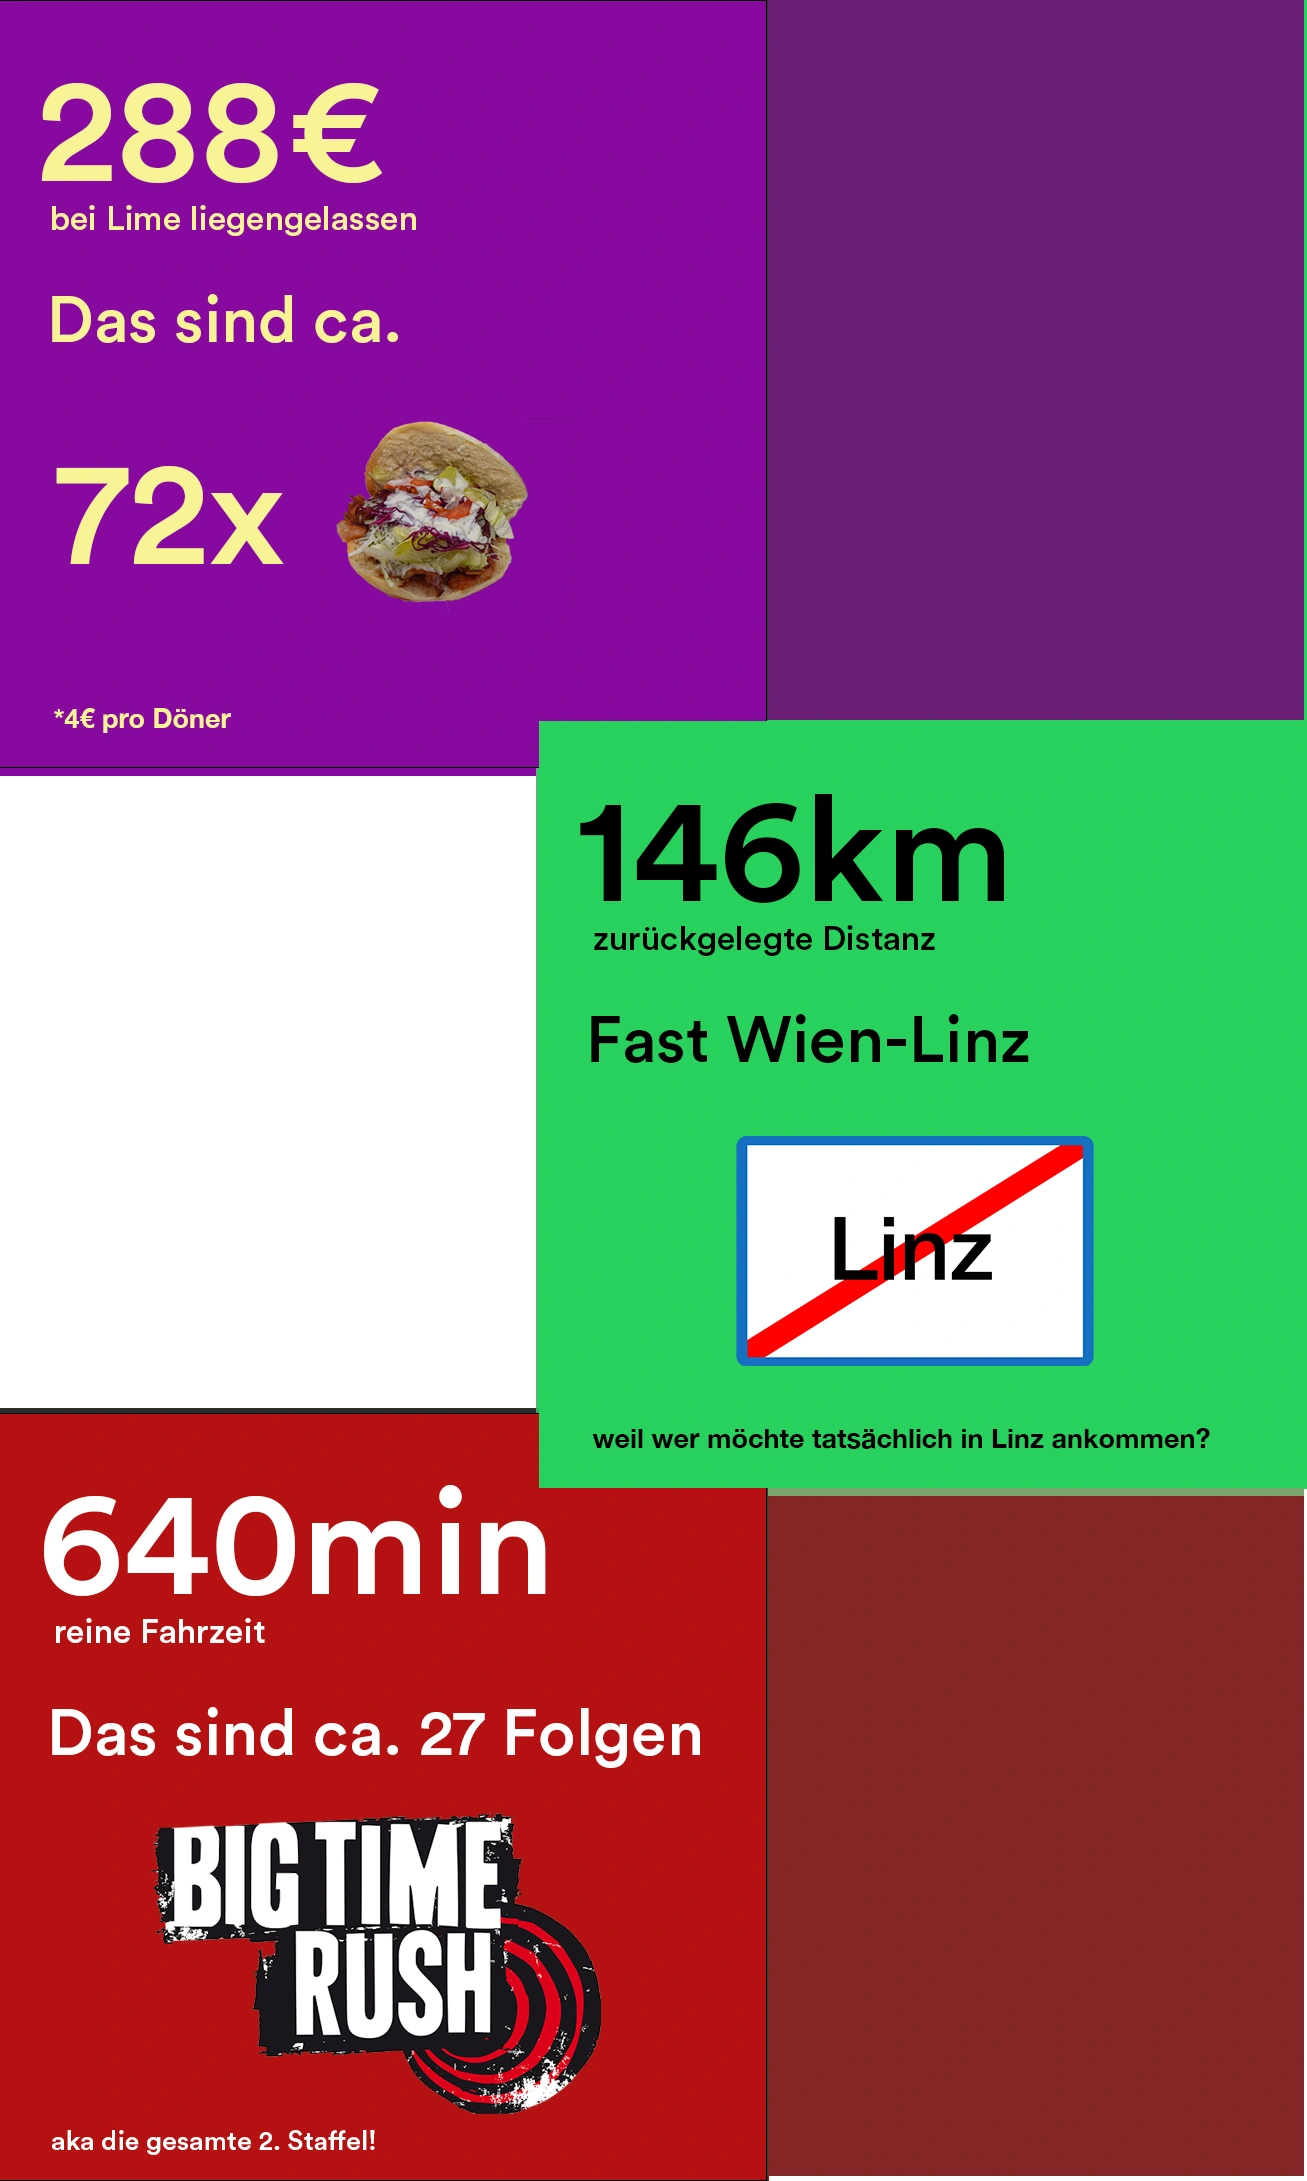 288€
bei Lime liegengelassen
Das sind ca.
72x
*4€ pro Döner
146km
zurückgelegte Distanz
Fast Wien-Linz
Linz
weil wer möchte tatsächlich in Linz ankommen?
640min
reine Fahrzeit
Das sind ca. 27 Folgen
BIG TIME
RUSH
aka die gesamte 2. Staffel!